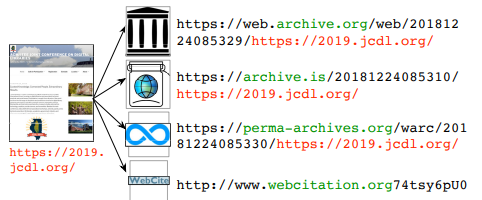 https://web.archive.org/web/201812
24085329/https://2019.jcdl.org/
https://archive.is/20181224085310/
https://2019.jcdl.org/
https://perma-archives.org/warc/201
81224085330/https://2019.jcdl.org/
https://2019.
jcdl.org/
WebCite
http://www.webcitation.org74tsy6pU0